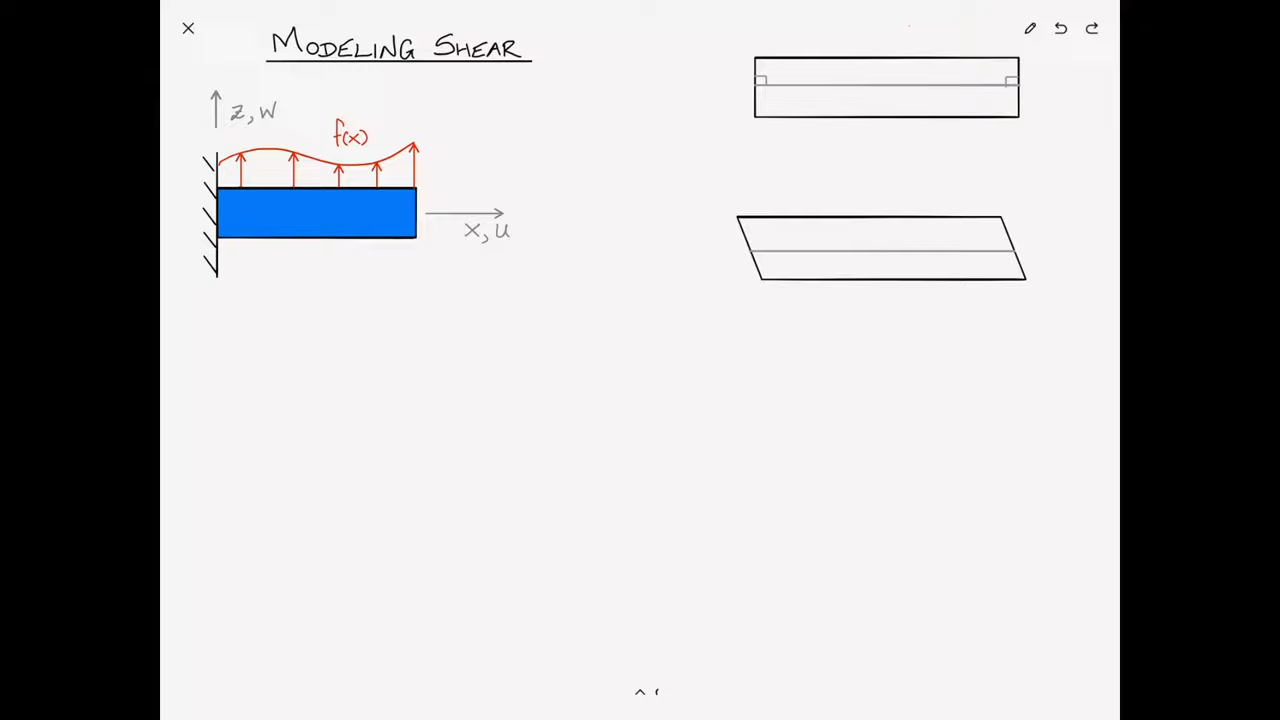 MODELING SHEAR
z, w
f(x)
x, u